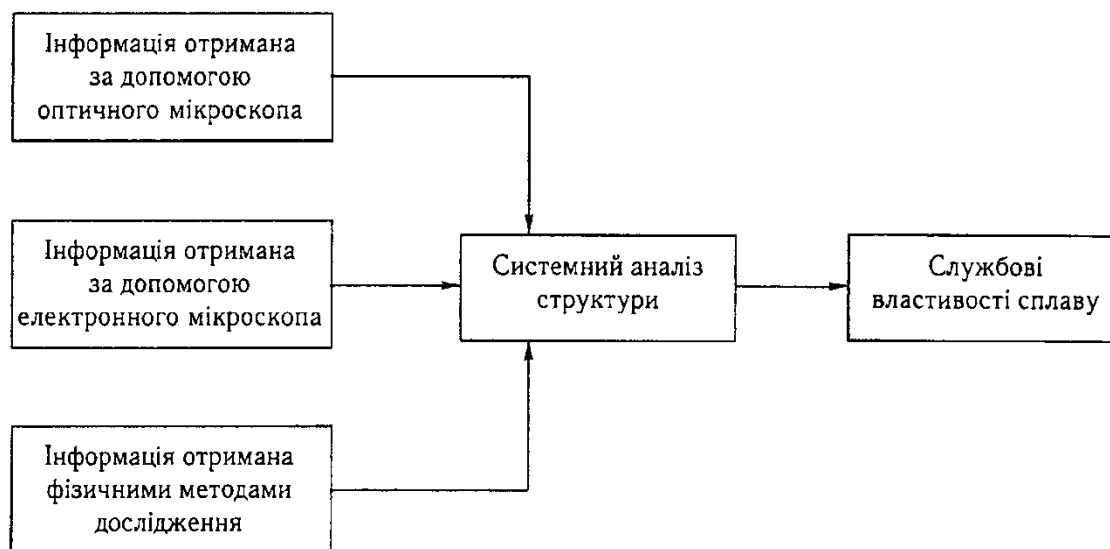 Інформація отримана
за допомогою
оптичного мікроскопа
Інформація отримана
за допомогою
електронного мікроскопа
Системний аналіз
структури
Службові
властивості сплаву
Інформація отримана
фізичними методами
дослідження